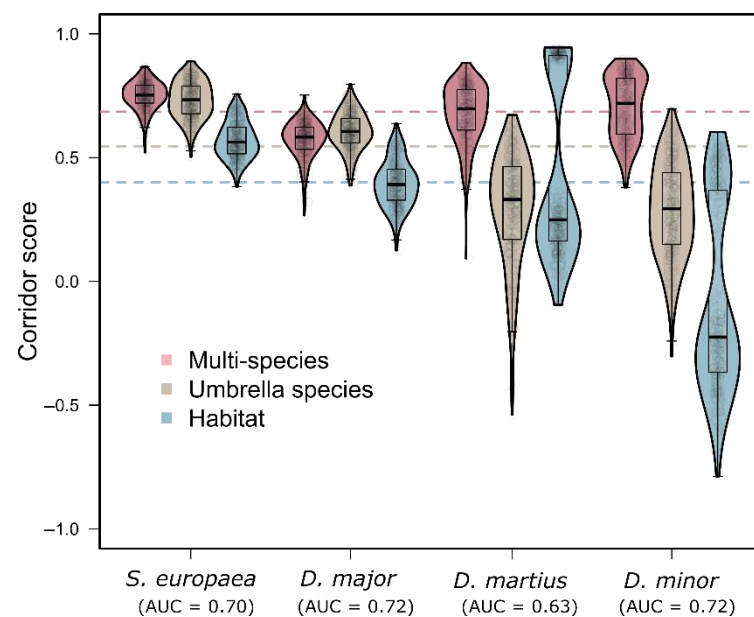 1.0
0.5
0.0
−0.5
−1.0
Corridor score
Multi-species
Umbrella species
Habitat
S. europaea D. major D. martius D. minor
(AUC = 0.70) (AUC = 0.72) (AUC = 0.63) (AUC = 0.72)